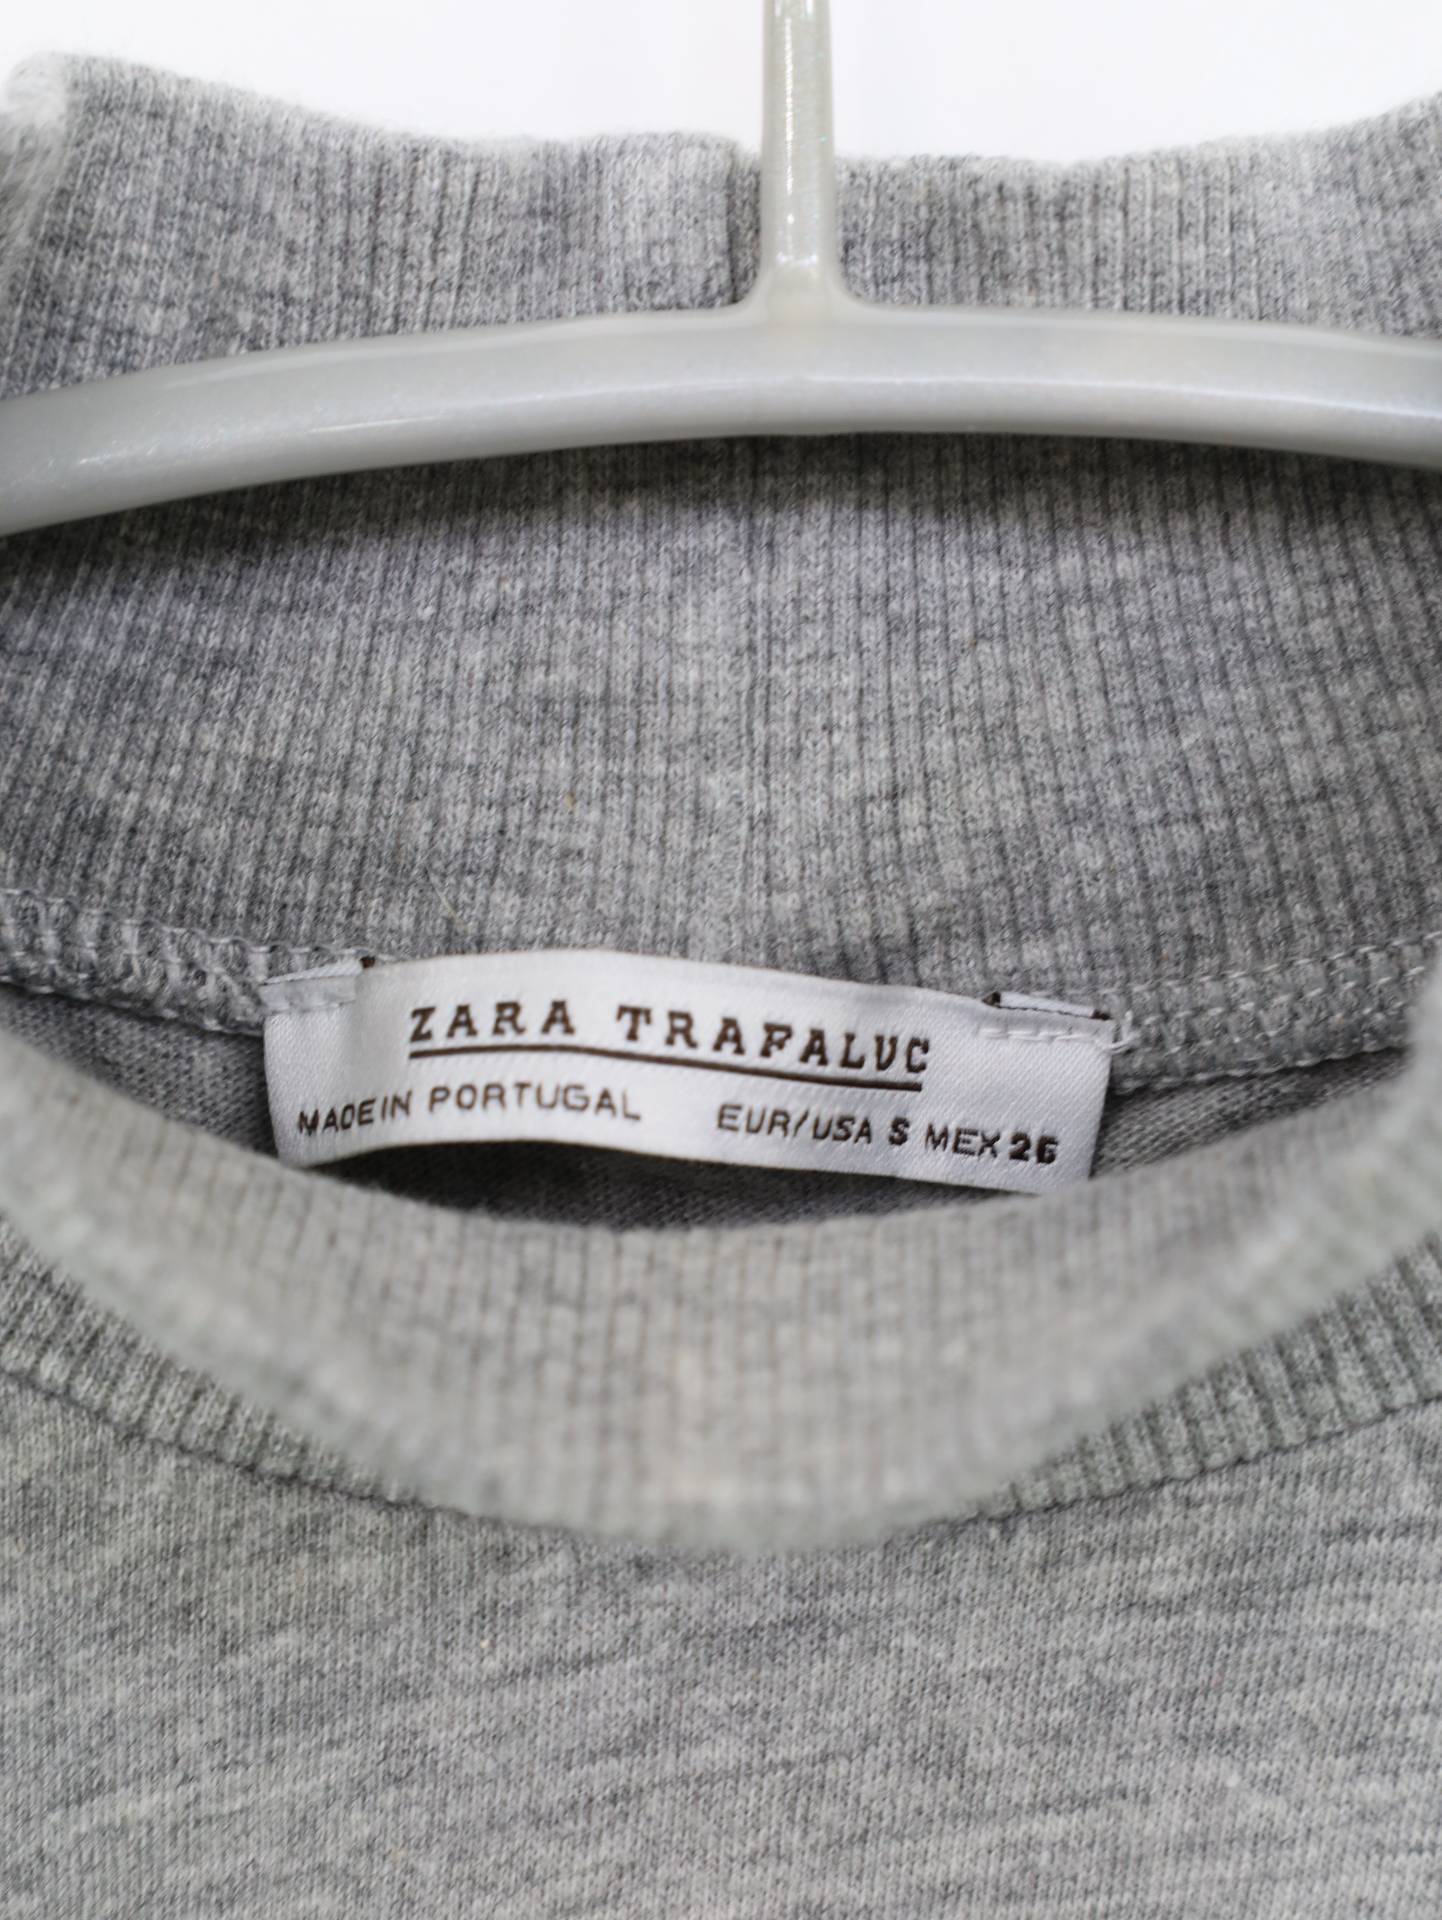 ZARA TRAFALUC
MADE IN PORTUGAL EUR/USA S MEX 26